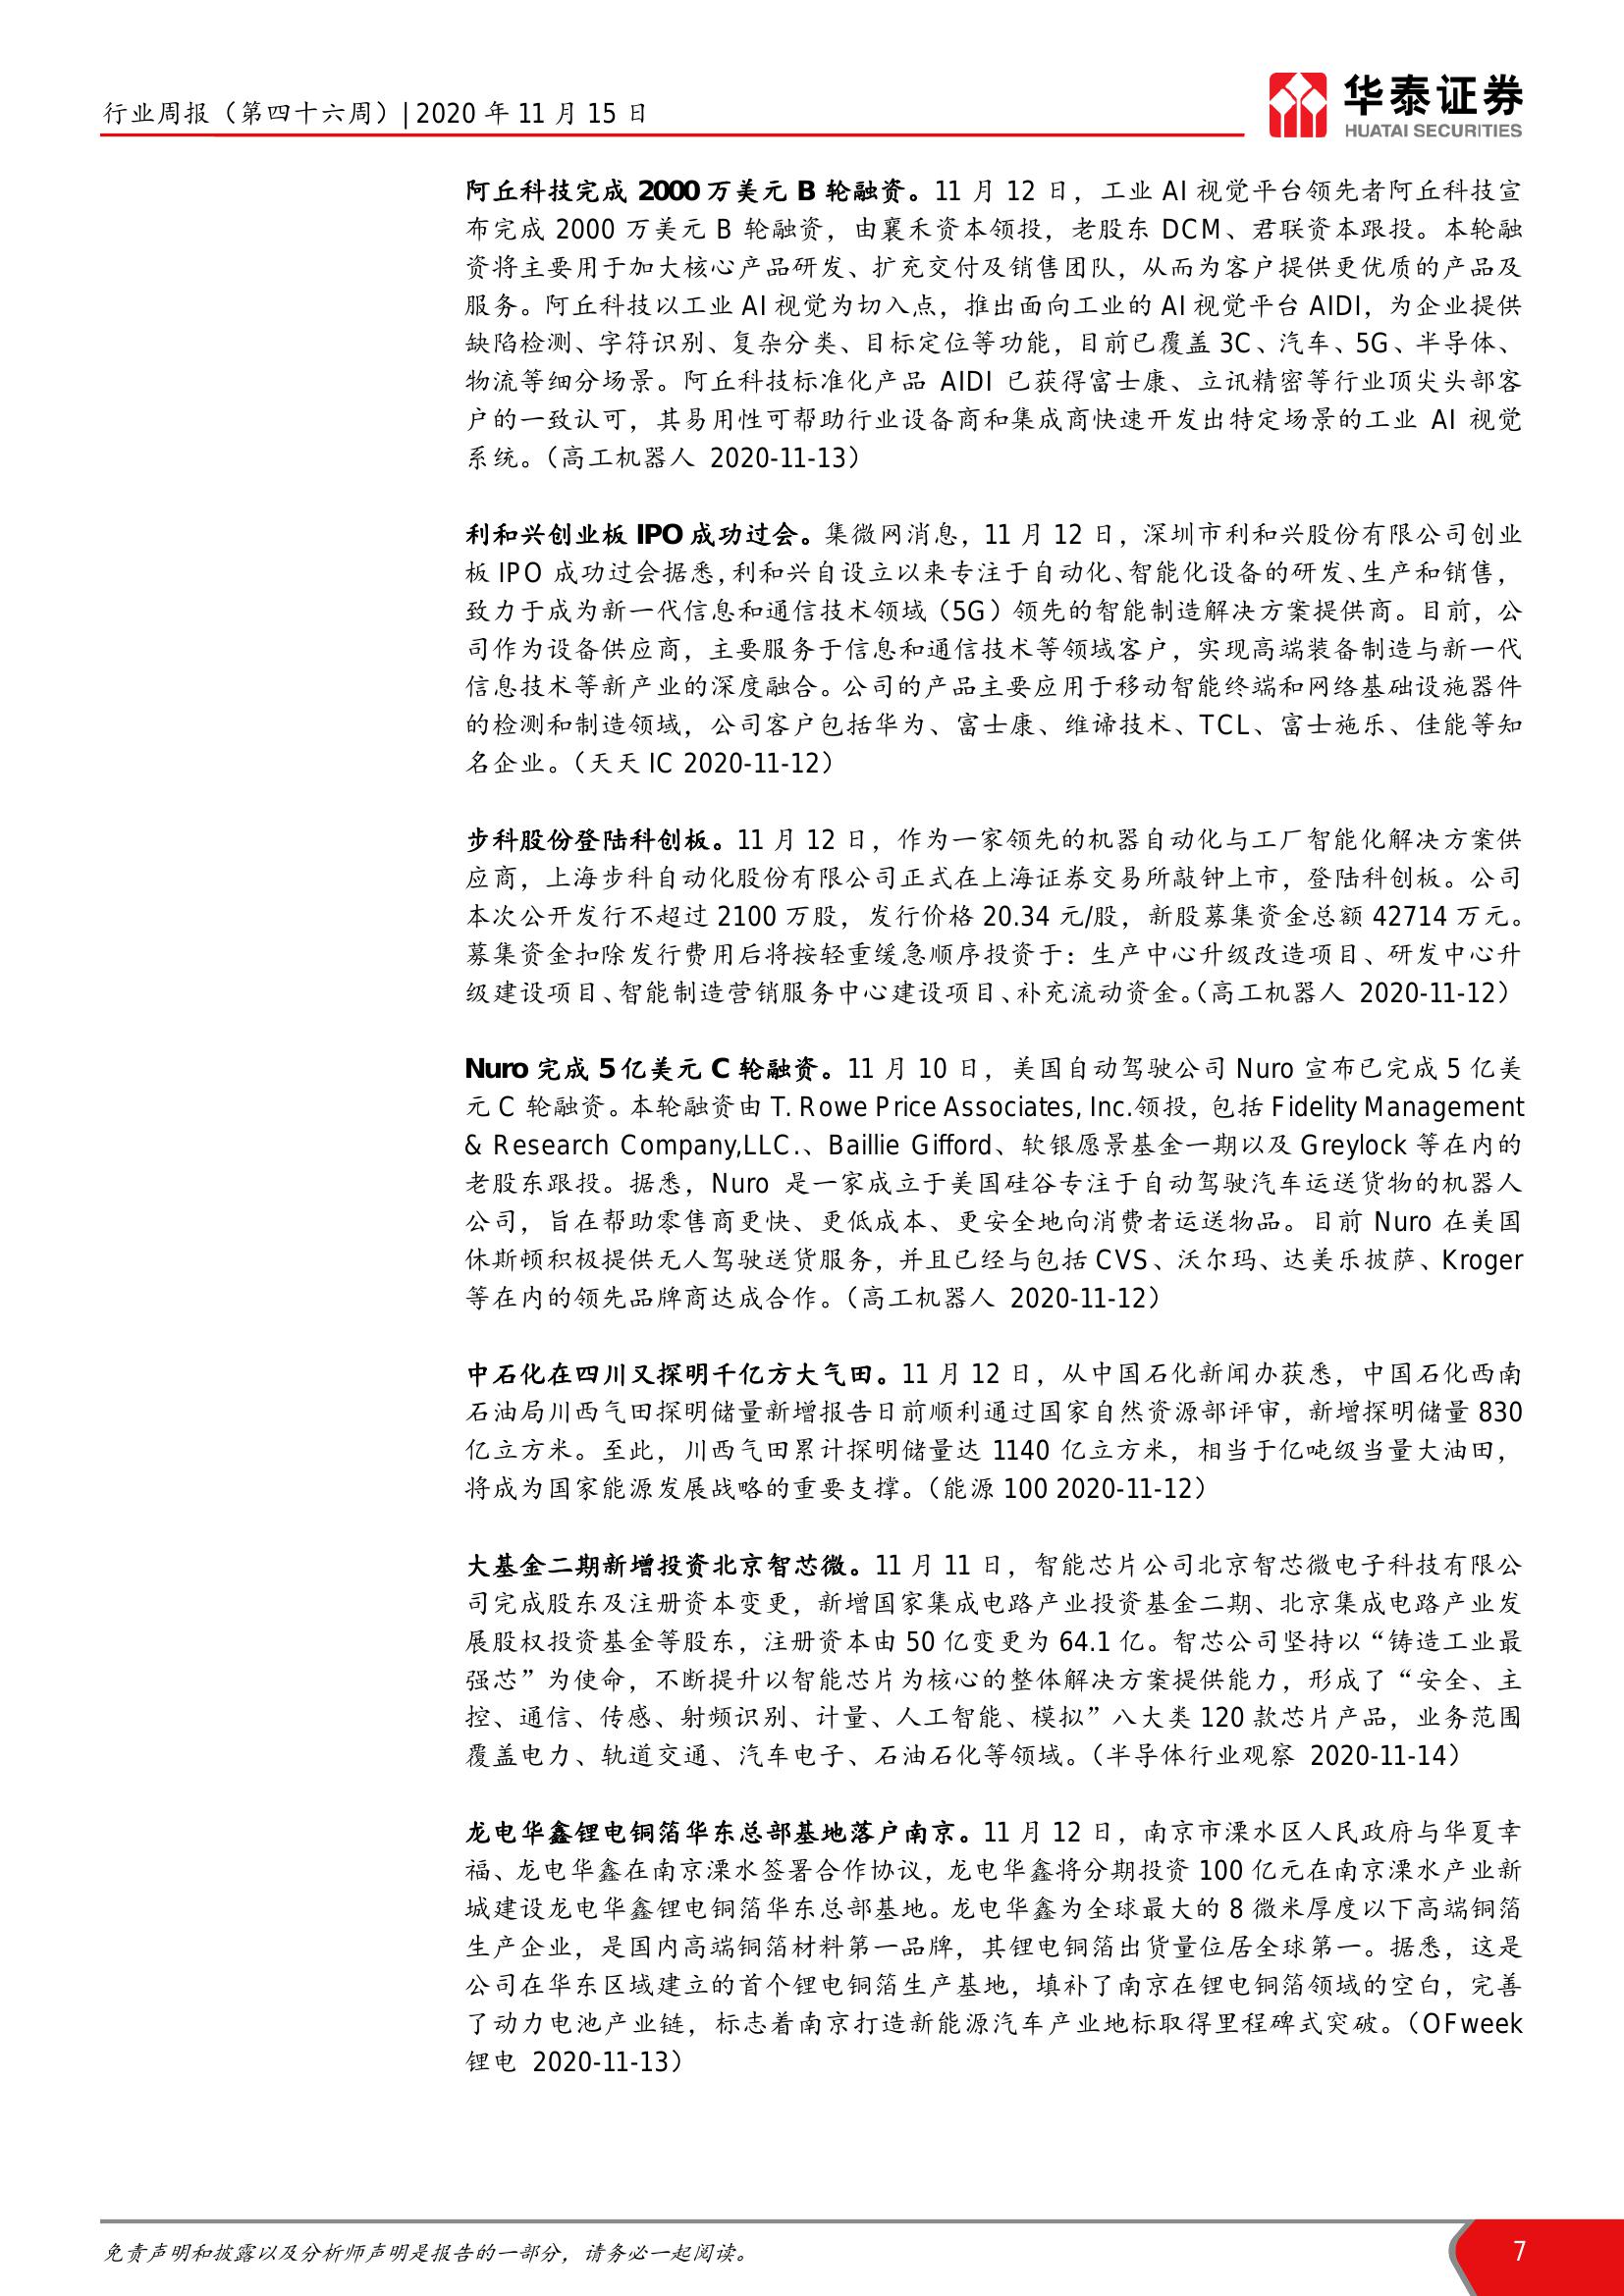 行业周报（第四十六周）| 2020 年 11 月 15 日
华泰证券
HUATAI SECURITIES
阿丘科技完成 2000 万美元 B 轮融资。11 月 12 日，工业 AI 视觉平台领先者阿丘科技宣
布完成 2000 万美元 B 轮融资，由襄禾资本领投，老股东 DCM、君联资本跟投。本轮融
资将主要用于加大核心产品研发、扩充交付及销售团队，从而为客户提供更优质的产品及
服务。阿丘科技以工业 AI 视觉为切入点，推出面向工业的 AI 视觉平台 AIDI，为企业提供
缺陷检测、字符识别、复杂分类、目标定位等功能，目前已覆盖 3C、汽车、5G、半导体、
物流等细分场景。阿丘科技标准化产品 AIDI 已获得富士康、立讯精密等行业顶尖头部客
户的一致认可，其易用性可帮助行业设备商和集成商快速开发出特定场景的工业 AI 视觉
系统。（高工机器人 2020-11-13）
利和兴创业板 IPO 成功过会。集微网消息，11 月 12 日，深圳市利和兴股份有限公司创业
板 IPO 成功过会据悉，利和兴自设立以来专注于自动化、智能化设备的研发、生产和销售，
致力于成为新一代信息和通信技术领域（5G）领先的智能制造解决方案提供商。目前，公
司作为设备供应商，主要服务于信息和通信技术等领域客户，实现高端装备制造与新一代
信息技术等新产业的深度融合。公司的产品主要应用于移动智能终端和网络基础设施器件
的检测和制造领域，公司客户包括华为、富士康、维谛技术、TCL、富士施乐、佳能等知
名企业。（天天 IC 2020-11-12）
步科股份登陆科创板。11 月 12 日，作为一家领先的机器自动化与工厂智能化解决方案供
应商，上海步科自动化股份有限公司正式在上海证券交易所敲钟上市，登陆科创板。公司
本次公开发行不超过 2100 万股，发行价格 20.34 元/股，新股募集资金总额 42714 万元。
募集资金扣除发行费用后将按轻重缓急顺序投资于：生产中心升级改造项目、研发中心升
级建设项目、智能制造营销服务中心建设项目、补充流动资金。（高工机器人 2020-11-12）
Nuro 完成 5 亿美元 C 轮融资。11 月 10 日，美国自动驾驶公司 Nuro 宣布已完成 5 亿美
元 C 轮融资。本轮融资由 T. Rowe Price Associates, Inc.领投，包括 Fidelity Management
& Research Company,LLC.、Baillie Gifford、软银愿景基金一期以及 Greylock 等在内的
老股东跟投。据悉，Nuro 是一家成立于美国硅谷专注于自动驾驶汽车运送货物的机器人
公司，旨在帮助零售商更快、更低成本、更安全地向消费者运送物品。目前 Nuro 在美国
休斯顿积极提供无人驾驶送货服务，并且已经与包括 CVS、沃尔玛、达美乐披萨、Kroger
等在内的领先品牌商达成合作。（高工机器人 2020-11-12）
中石化在四川又探明千亿方大气田。11 月 12 日，从中国石化新闻办获悉，中国石化西南
石油局川西气田探明储量新增报告日前顺利通过国家自然资源部评审，新增探明储量 830
亿立方米。至此，川西气田累计探明储量达 1140 亿立方米，相当于亿吨级当量大油田，
将成为国家能源发展战略的重要支撑。（能源 100 2020-11-12）
大基金二期新增投资北京智芯微。11 月 11 日，智能芯片公司北京智芯微电子科技有限公
司完成股东及注册资本变更，新增国家集成电路产业投资基金二期、北京集成电路产业发
展股权投资基金等股东，注册资本由 50 亿变更为 64.1 亿。智芯公司坚持以“铸造工业最
强芯”为使命，不断提升以智能芯片为核心的整体解决方案提供能力，形成了“安全、主
控、通信、传感、射频识别、计量、人工智能、模拟”八大类 120 款芯片产品，业务范围
覆盖电力、轨道交通、汽车电子、石油石化等领域。（半导体行业观察 2020-11-14）
龙电华鑫锂电铜箔华东总部基地落户南京。11 月 12 日，南京市溧水区人民政府与华夏幸
福、龙电华鑫在南京溧水签署合作协议，龙电华鑫将分期投资 100 亿元在南京溧水产业新
城建设龙电华鑫锂电铜箔华东总部基地。龙电华鑫为全球最大的 8 微米厚度以下高端铜箔
生产企业，是国内高端铜箔材料第一品牌，其锂电铜箔出货量位居全球第一。据悉，这是
公司在华东区域建立的首个锂电铜箔生产基地，填补了南京在锂电铜箔领域的空白，完善
了动力电池产业链，标志着南京打造新能源汽车产业地标取得里程碑式突破。（OFweek
锂电 2020-11-13）
免责声明和披露以及分析师声明是报告的一部分，请务必一起阅读。
7